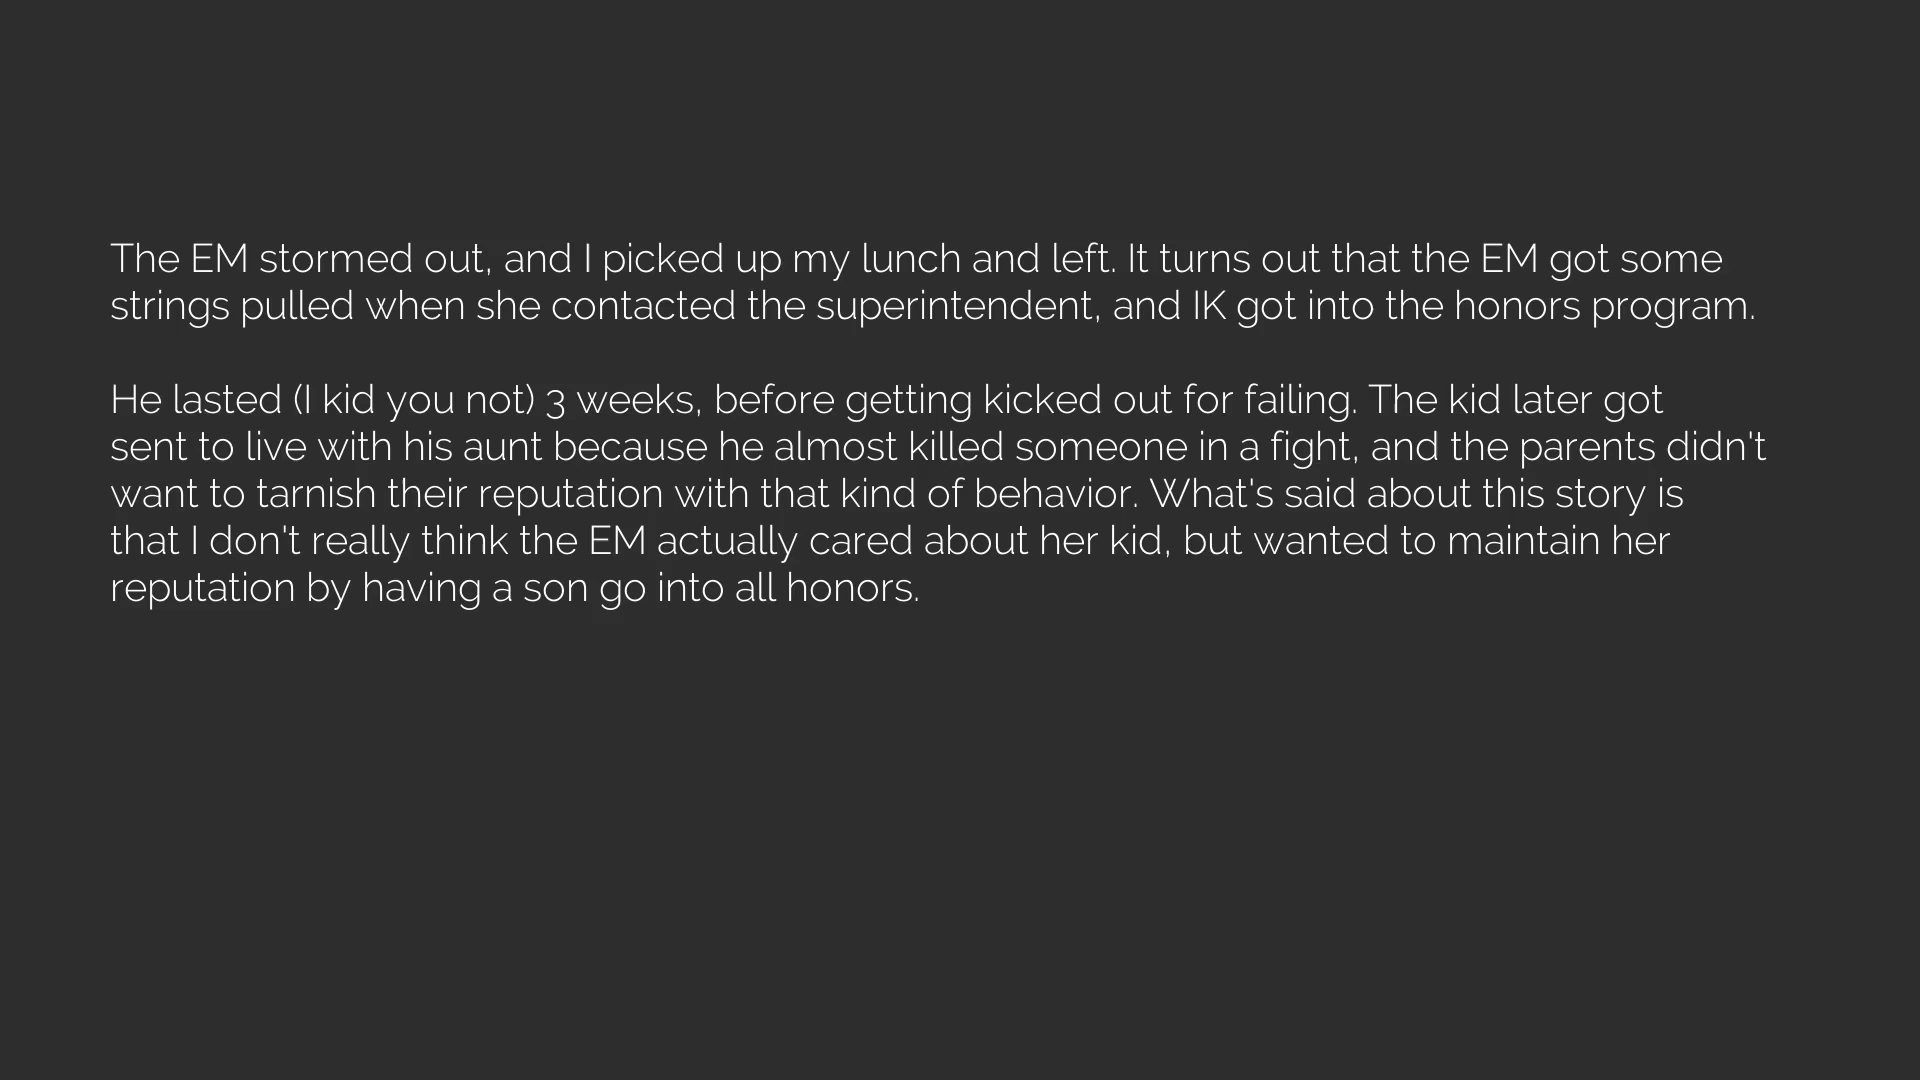 The EM stormed out, and I picked up my lunch and left. It turns out that the EM got some
strings pulled when she contacted the superintendent, and IK got into the honors program.
He lasted (I kid you not) 3 weeks, before getting kicked out for failing. The kid later got
sent to live with his aunt because he almost killed someone in a fight, and the parents didn't
want to tarnish their reputation with that kind of behavior. What's said about this story is
that I don't really think the EM actually cared about her kid, but wanted to maintain her
reputation by having a son go into all honors.